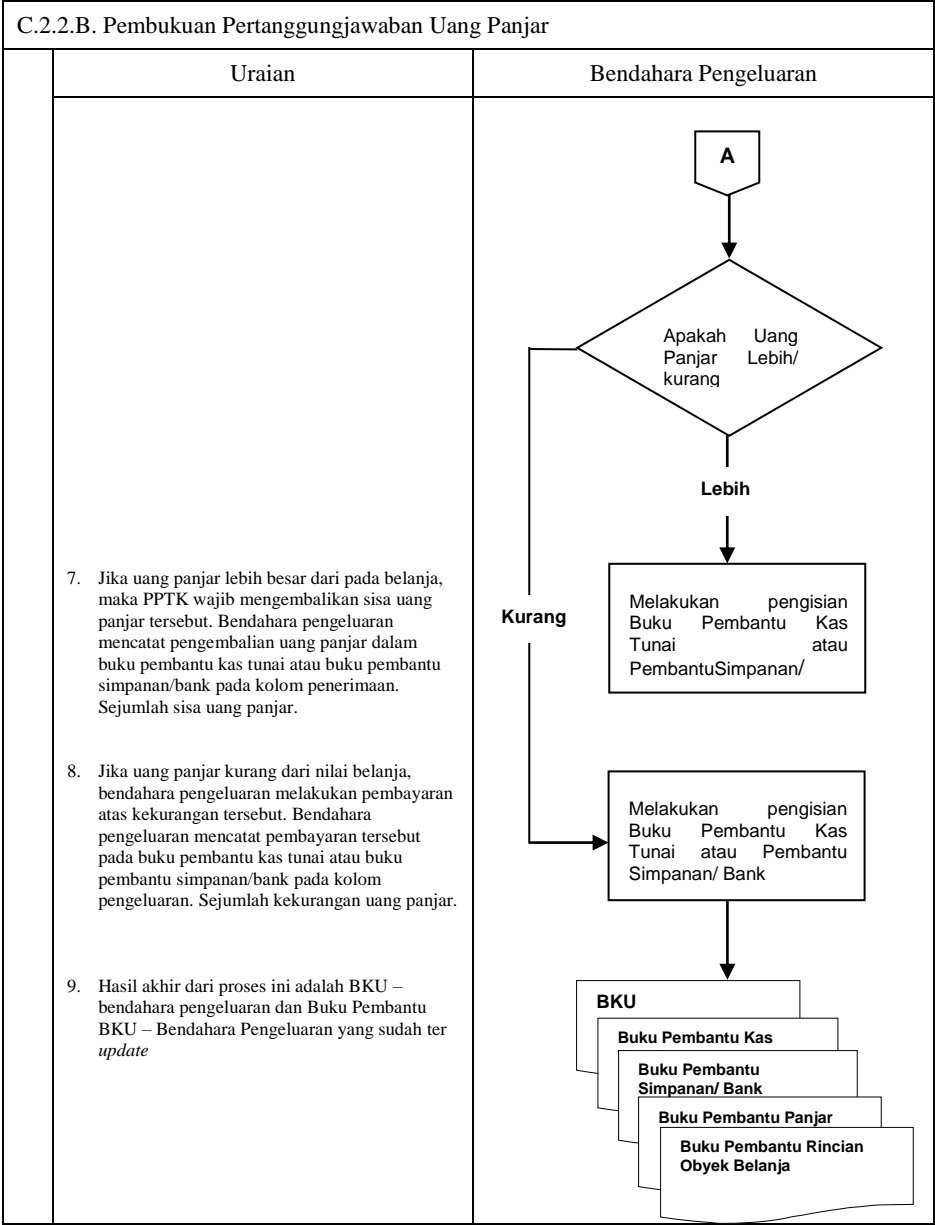 C.2.2.B. Pembukuan Pertanggungjawaban Uang Panjar
Uraian
Bendahara Pengeluaran
A
Apakah Uang
Panjar Lebih/
kurang
Lebih
Kurang
7. Jika uang panjar lebih besar dari pada belanja,
maka PPTK wajib mengembalikan sisa uang
panjar tersebut. Bendahara pengeluaran
mencatat pengembalian uang panjar dalam
buku pembantu kas tunai atau buku pembantu
simpanan/bank pada kolom penerimaan.
Sejumlah sisa uang panjar.
Melakukan pengisian
Buku Pembantu Kas
Tunai atau
PembantuSimpanan/
8. Jika uang panjar kurang dari nilai belanja,
bendahara pengeluaran melakukan pembayaran
atas kekurangan tersebut. Bendahara
pengeluaran mencatat pembayaran tersebut
pada buku pembantu kas tunai atau buku
pembantu simpanan/bank pada kolom
pengeluaran. Sejumlah kekurangan uang panjar.
Melakukan pengisian
Buku Pembantu Kas
Tunai atau Pembantu
Simpanan/ Bank
9. Hasil akhir dari proses ini adalah BKU –
bendahara pengeluaran dan Buku Pembantu
BKU – Bendahara Pengeluaran yang sudah ter
update
BKU
Buku Pembantu Kas
Buku Pembantu
Simpanan/ Bank
Buku Pembantu Panjar
Buku Pembantu Rincian
Obyek Belanja